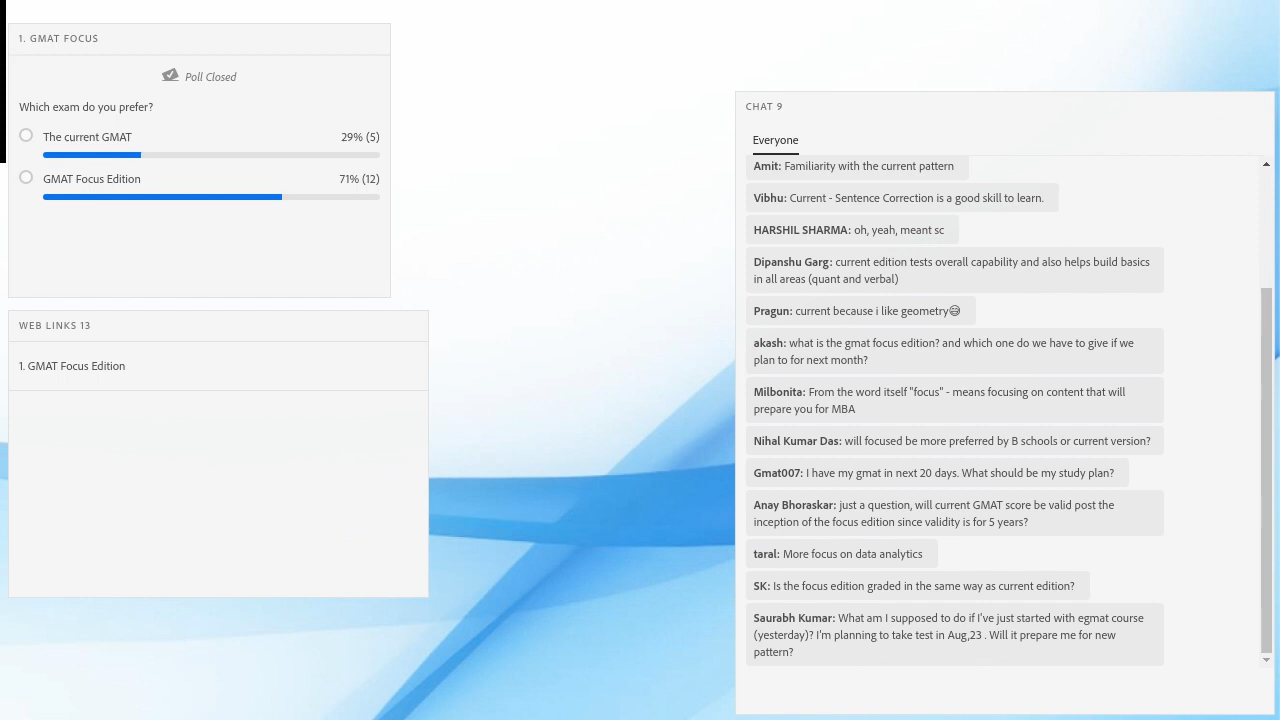 1. GMAT FOCUS
Poll Closed
Which exam do you prefer?
The current GMAT 29% (5)
GMAT Focus Edition 71% (12)
WEB LINKS 13
1. GMAT Focus Edition
CHAT 9
Everyone
Amit: Familiarity with the current pattern
Vibhu: Current - Sentence Correction is a good skill to learn.
HARSHIL SHARMA: oh, yeah, meant sc
Dipanshu Garg: current edition tests overall capability and also helps build basics
in all areas (quant and verbal)
Pragun: current because i like geometry😅
akash: what is the gmat focus edition? and which one do we have to give if we
plan to for next month?
Milbonita: From the word itself "focus" - means focusing on content that will
prepare you for MBA
Nihal Kumar Das: will focused be more preferred by B schools or current version?
Gmat007: I have my gmat in next 20 days. What should be my study plan?
Anay Bhoraskar: just a question, will current GMAT score be valid post the
inception of the focus edition since validity is for 5 years?
taral: More focus on data analytics
SK: Is the focus edition graded in the same way as current edition?
Saurabh Kumar: What am I supposed to do if I've just started with egmat course
(yesterday)? I'm planning to take test in Aug,23 . Will it prepare me for new
pattern?